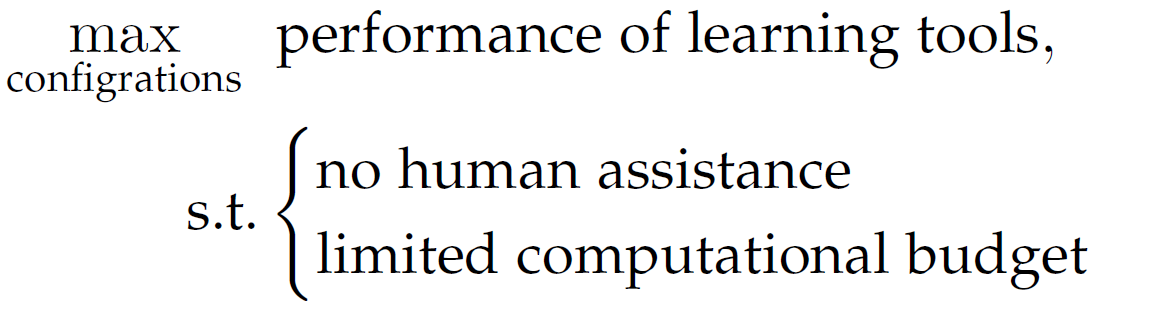 max performance of learning tools,
configrations
s.t. { no human assistance
limited computational budget